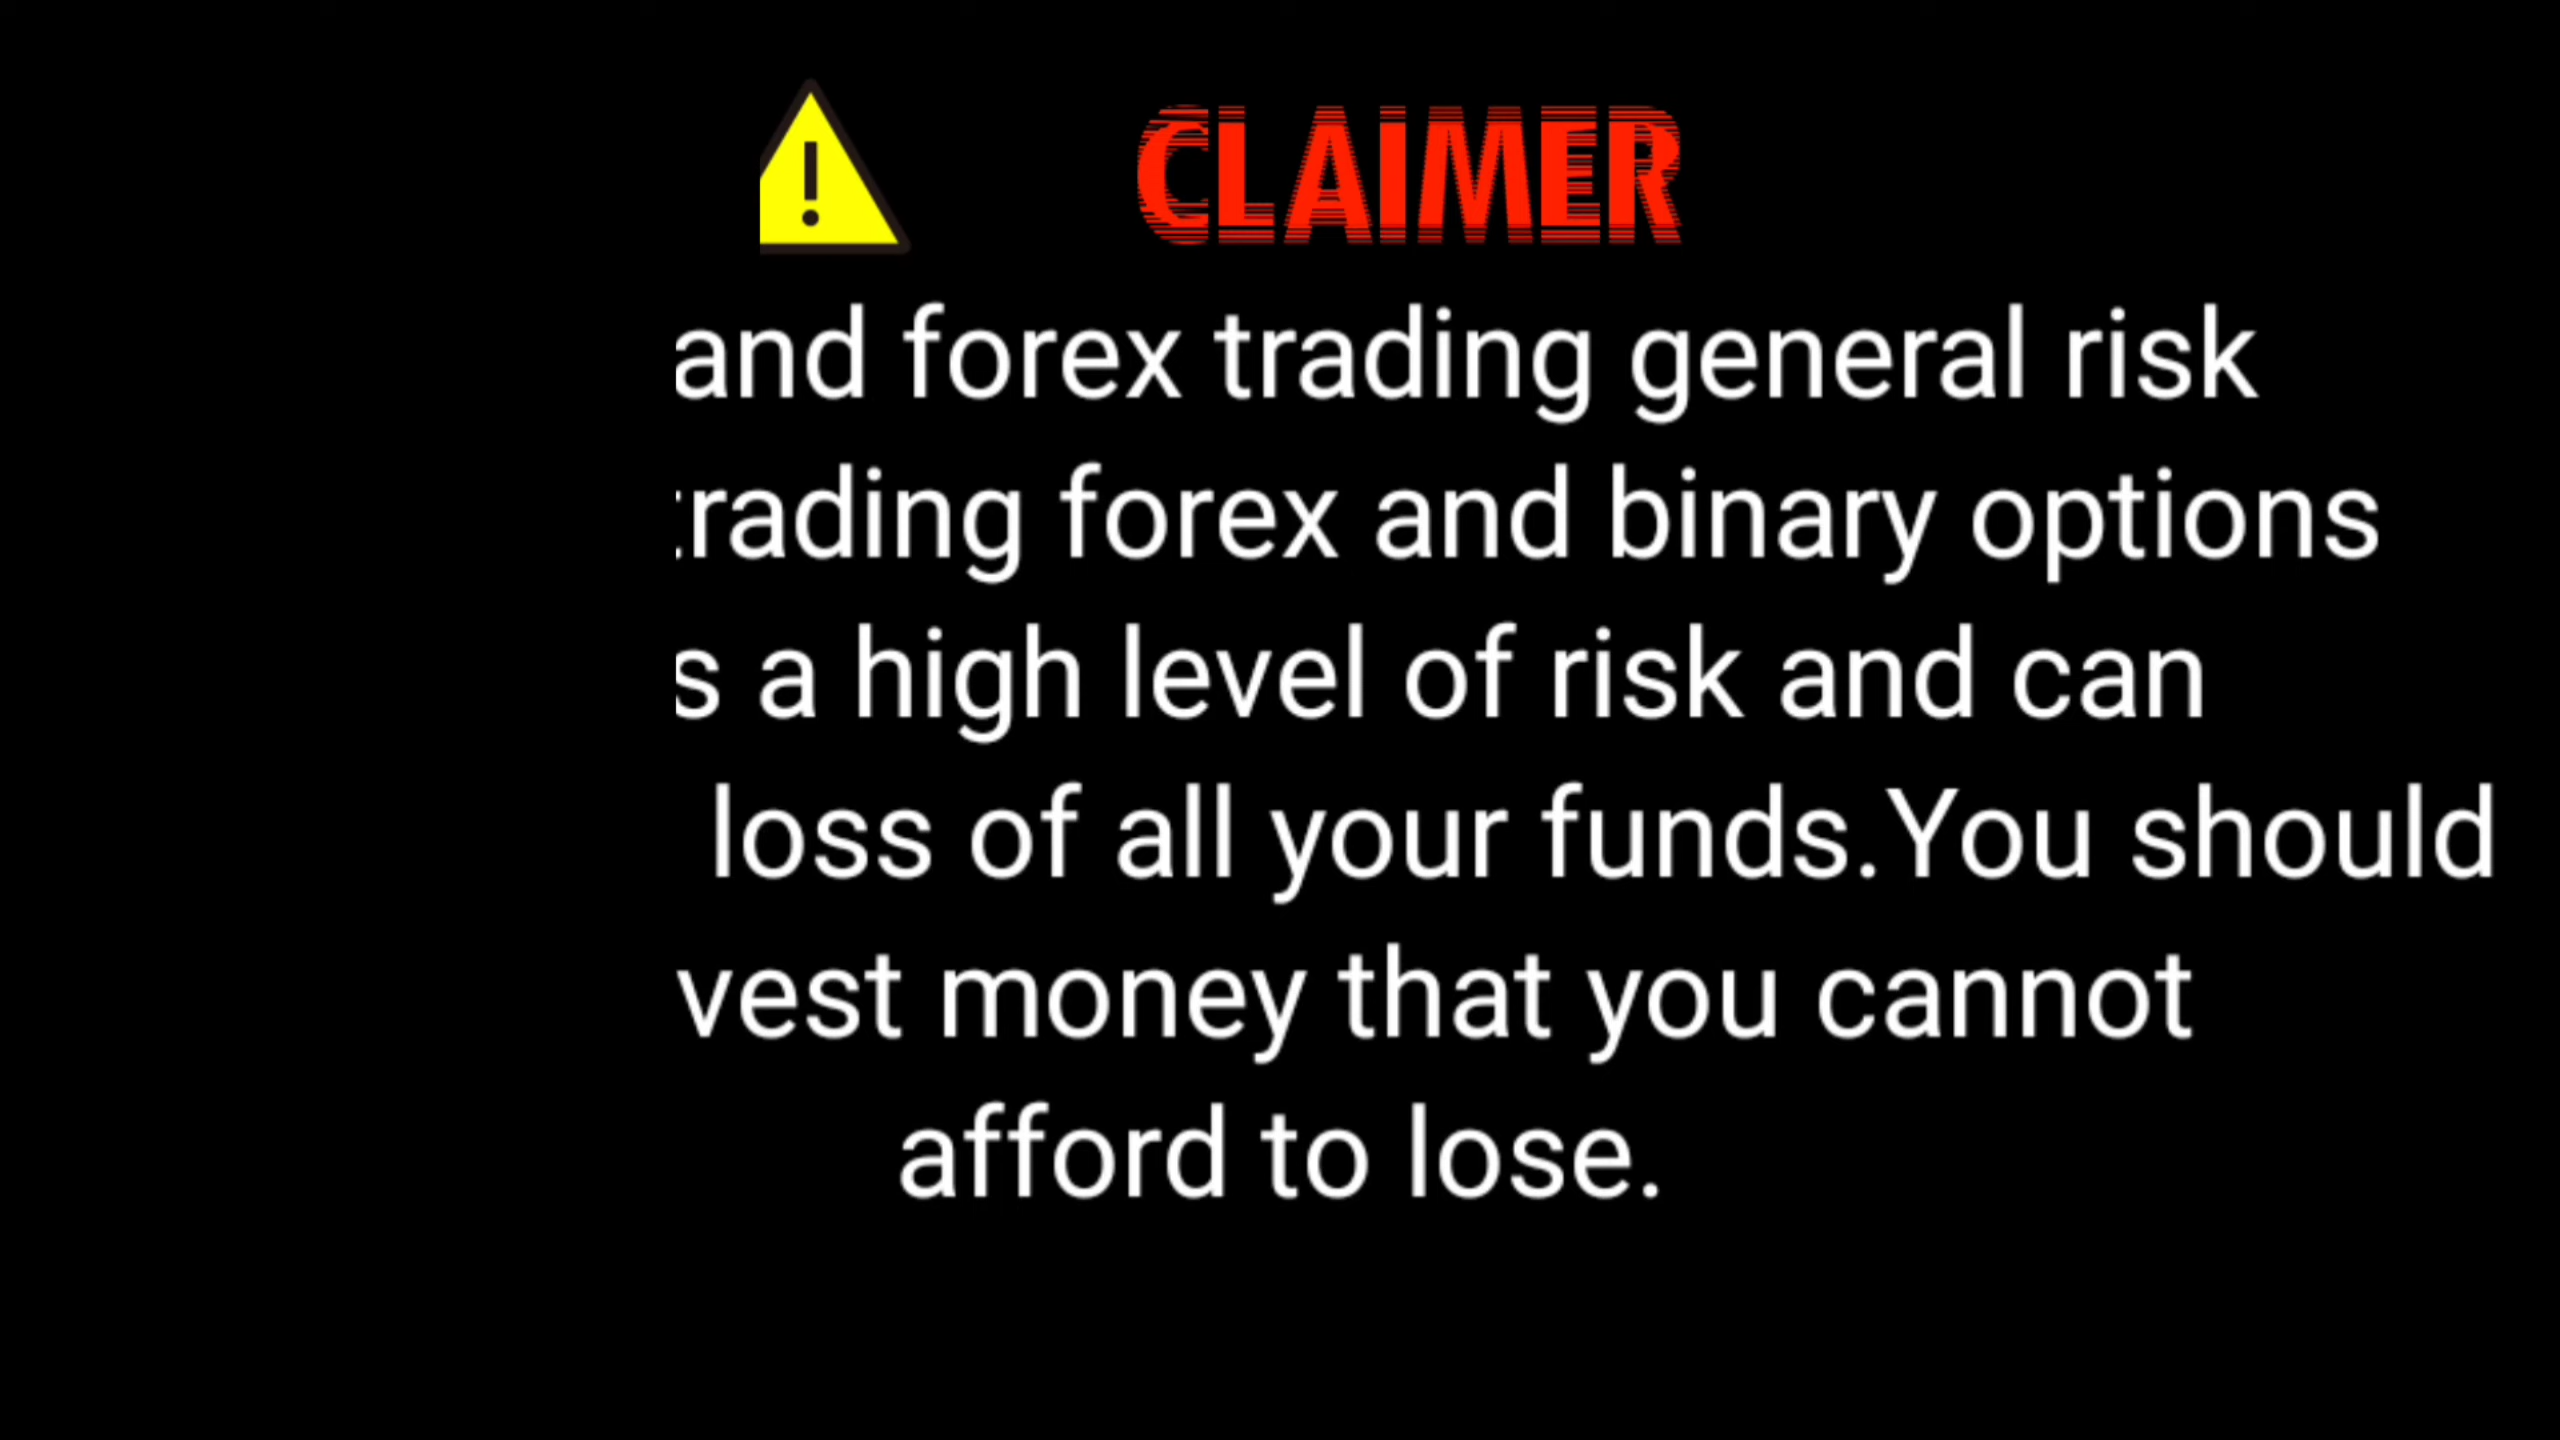 CLAIMER
and forex trading general risk
rading forex and binary options
s a high level of risk and can
loss of all your funds.You should
vest money that you cannot
afford to lose.